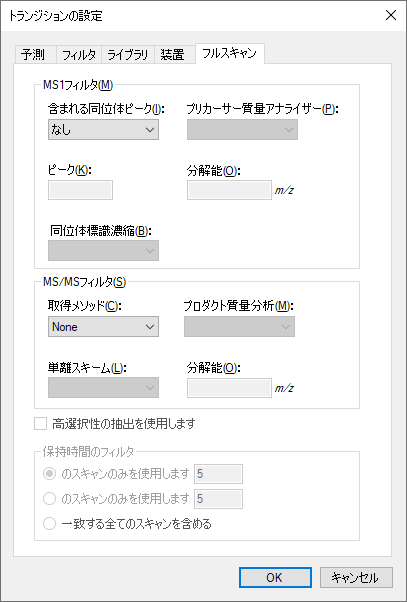 トランジションの設定
予測 フィルタ ライブラリ 装置 フルスキャン
MS1フィルタ(M)
含まれる同位体ピーク(I): プリカーサー質量アナライザー(P):
なし
ピーク(K): 分解能(O):
m/z
同位体標識濃縮(B):
MS/MSフィルタ(S)
取得メソッド(C): プロダクト質量分析(M):
None
単離スキーム(L): 分解能(O):
m/z
高選択性の抽出を使用します
保持時間のフィルタ
のスキャンのみを使用します 5
のスキャンのみを使用します 5
一致する全てのスキャンを含める
OK キャンセル